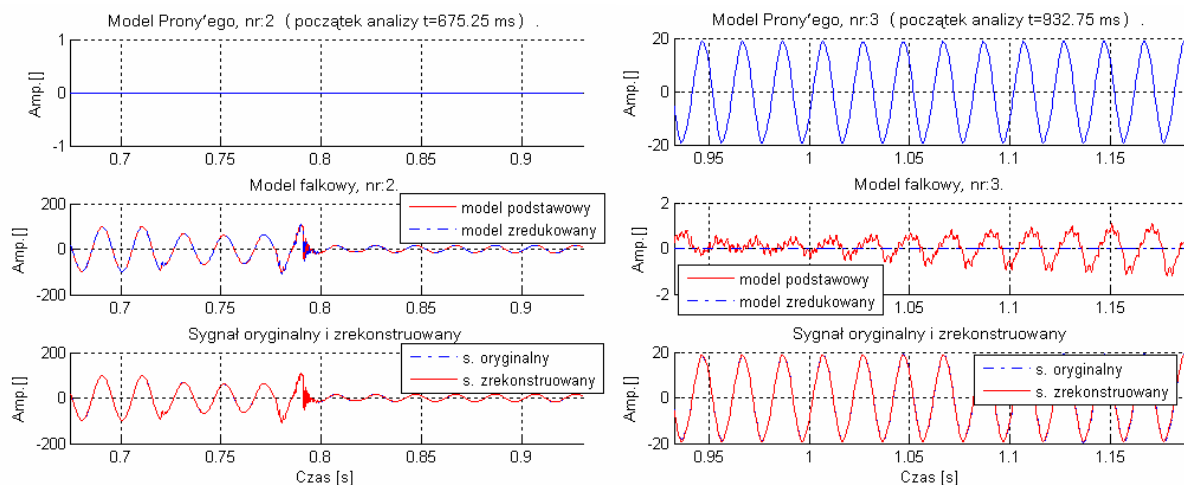 Model Prony'ego, nr:2 ( początek analizy t=675.25 ms) .
Amp.[]
1
0
-1
0.7 0.75 0.8 0.85 0.9
Model falkowy, nr:2.
Amp.[]
200
0
-200
model podstawowy
model zredukowany
0.7 0.75 0.8 0.85 0.9
Sygnał oryginalny i zrekonstruowany
Amp.[]
200
0
-200
s. oryginalny
s. zrekonstruowany
0.7 0.75 0.8 0.85 0.9
Czas [s]
Model Prony'ego, nr:3 ( początek analizy t=932.75 ms) .
Amp.[]
20
0
-20
0.95 1 1.05 1.1 1.15
Model falkowy, nr:3.
Amp.[]
2
0
-2
model podstawowy
model zredukowany
0.95 1 1.05 1.1 1.15
Sygnał oryginalny i zrekonstruowany
Amp.[]
20
0
-20
s. oryginalny
s. zrekonstruowany
0.95 1 1.05 1.1 1.15
Czas [s]